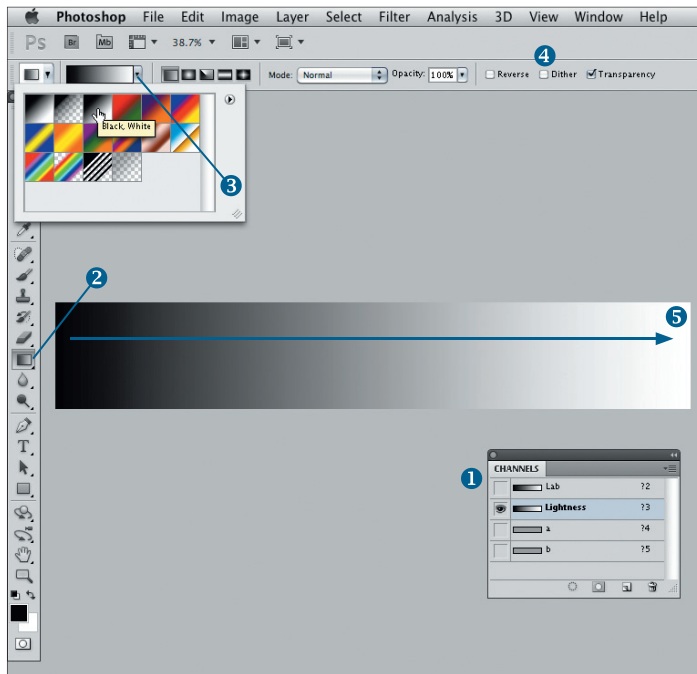 Photoshop File Edit Image Layer Select Filter Analysis 3D View Window Help
Ps Br Mb 38.7%
4
Mode: Normal Opacity: 100% Reverse Dither Transparency
Black, White
3
2
5
1
CHANNELS
Lab ?2
Lightness ?3
a ?4
b ?5
T